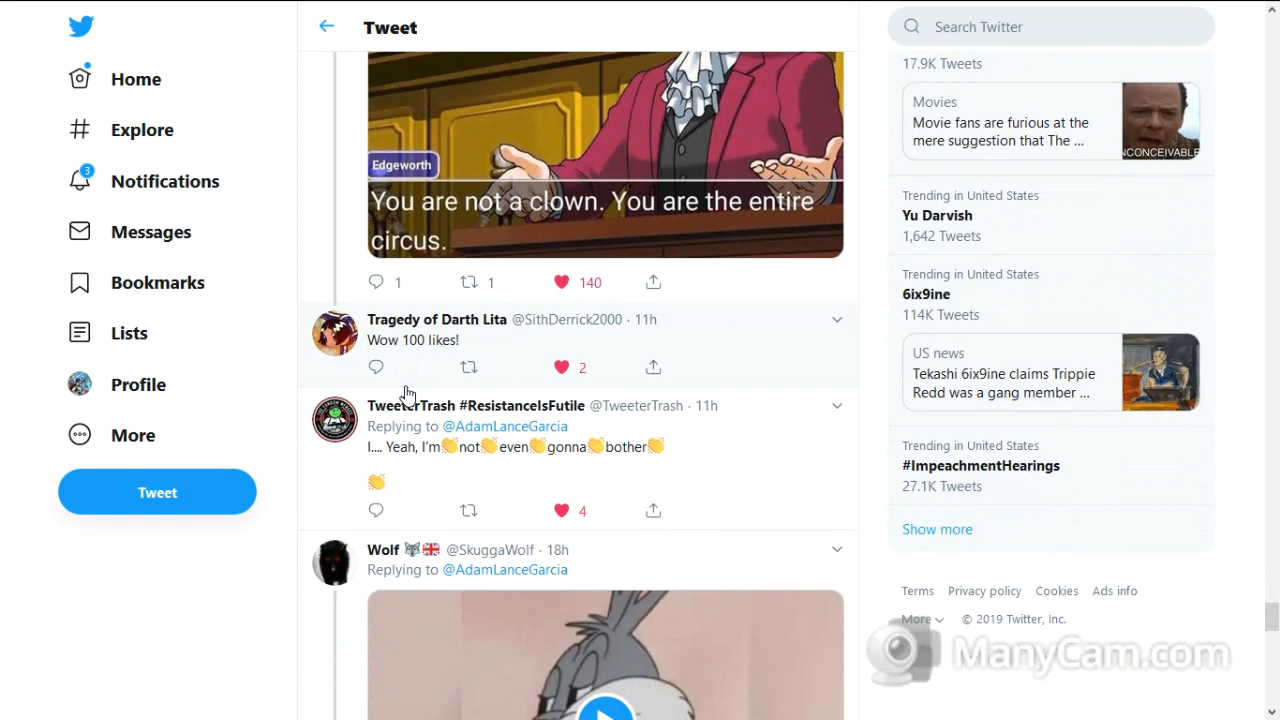 Home
Explore
3
Notifications
Messages
Bookmarks
Lists
Profile
More
Tweet
Tweet
Edgeworth
You are not a clown. You are the entire
circus.
1 1 140
Tragedy of Darth Lita @SithDerrick2000 · 11h
Wow 100 likes!
2
TweeterTrash #ResistanceIsFutile @TweeterTrash · 11h
Replying to @AdamLanceGarcia
I.... Yeah, I'm👏not👏even👏gonna👏bother👏
👏
4
Wolf 🐺🇬🇧 @SkuggaWolf · 18h
Replying to @AdamLanceGarcia
Search Twitter
17.9K Tweets
Movies
Movie fans are furious at the
mere suggestion that The ...
NCONCEIVABLE
Trending in United States
Yu Darvish
1,642 Tweets
Trending in United States
6ix9ine
114K Tweets
US news
Tekashi 6ix9ine claims Trippie
Redd was a gang member ...
Trending in United States
#ImpeachmentHearings
27.1K Tweets
Show more
Terms Privacy policy Cookies Ads info
More © 2019 Twitter, Inc.
ManyCam.com